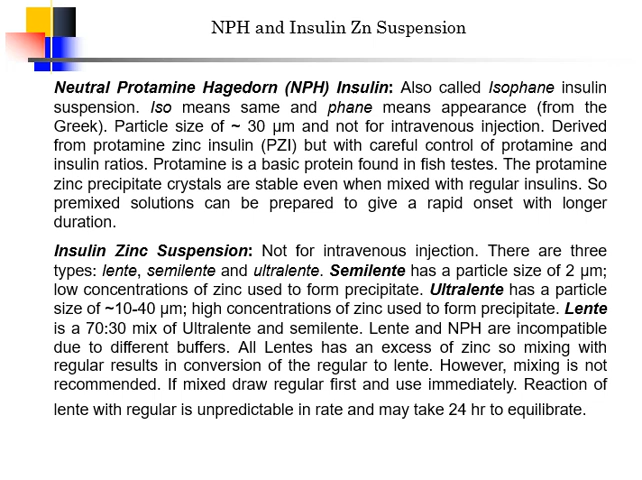 NPH and Insulin Zn Suspension
Neutral Protamine Hagedorn (NPH) Insulin: Also called Isophane insulin
suspension. Iso means same and phane means appearance (from the
Greek). Particle size of ~ 30 μm and not for intravenous injection. Derived
from protamine zinc insulin (PZI) but with careful control of protamine and
insulin ratios. Protamine is a basic protein found in fish testes. The protamine
zinc precipitate crystals are stable even when mixed with regular insulins. So
premixed solutions can be prepared to give a rapid onset with longer
duration.
Insulin Zinc Suspension: Not for intravenous injection. There are three
types: lente, semilente and ultralente. Semilente has a particle size of 2 μm;
low concentrations of zinc used to form precipitate. Ultralente has a particle
size of ~10-40 μm; high concentrations of zinc used to form precipitate. Lente
is a 70:30 mix of Ultralente and semilente. Lente and NPH are incompatible
due to different buffers. All Lentes has an excess of zinc so mixing with
regular results in conversion of the regular to lente. However, mixing is not
recommended. If mixed draw regular first and use immediately. Reaction of
lente with regular is unpredictable in rate and may take 24 hr to equilibrate.